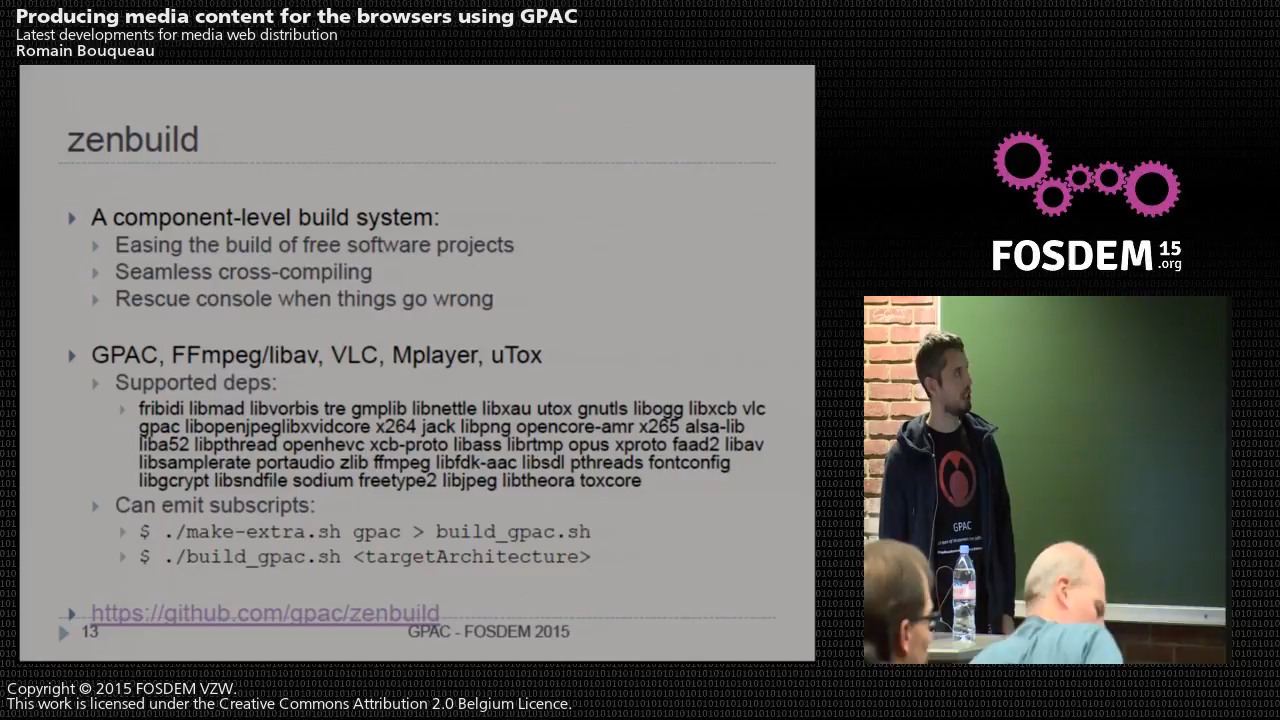 Producing media content for the browsers using GPAC
Latest developments for media web distribution
Romain Bouqueau
zenbuild
A component-level build system:
Easing the build of free software projects
Seamless cross-compiling
Rescue console when things go wrong
GPAC, FFmpeg/libav, VLC, Mplayer, uTox
Supported deps:
fribidi libmad libvorbis tre gmplib libnettle libxau utox gnutls libogg libxcb vlc
gpac libopenjpeglibxvidcore x264 jack libpng opencore-amr x265 alsa-lib
liba52 libpthread openhevc xcb-proto libass librtmp opus xproto faad2 libav
libsamplerate portaudio zlib ffmpeg libfdk-aac libsdl pthreads fontconfig
libgcrypt libsndfile sodium freetype2 libjpeg libtheora toxcore
Can emit subscripts:
$ ./make-extra.sh gpac > build_gpac.sh
$ ./build_gpac.sh <targetArchitecture>
https://github.com/gpac/zenbuild
13 GPAC - FOSDEM 2015
FOSDEM 15
.org
GPAC
Copyright © 2015 FOSDEM VZW.
This work is licensed under the Creative Commons Attribution 2.0 Belgium Licence.